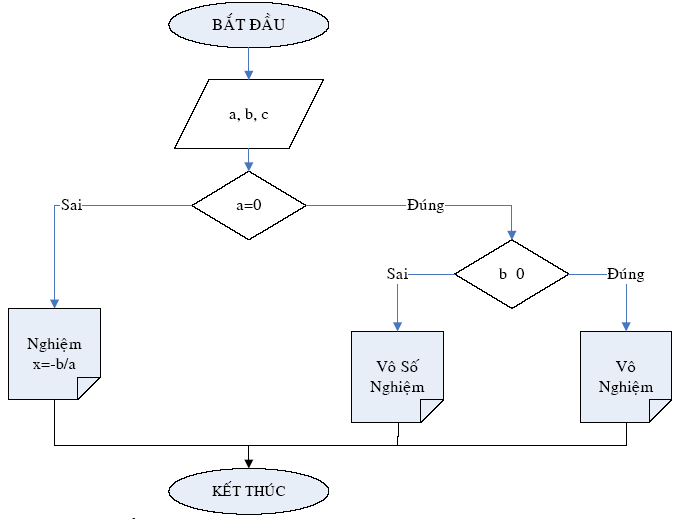 BẮT ĐẦU
a, b, c
a=0
Sai
Đúng
b 0
Sai
Đúng
Nghiệm
x=-b/a
Vô Số
Nghiệm
Vô
Nghiệm
KẾT THÚC